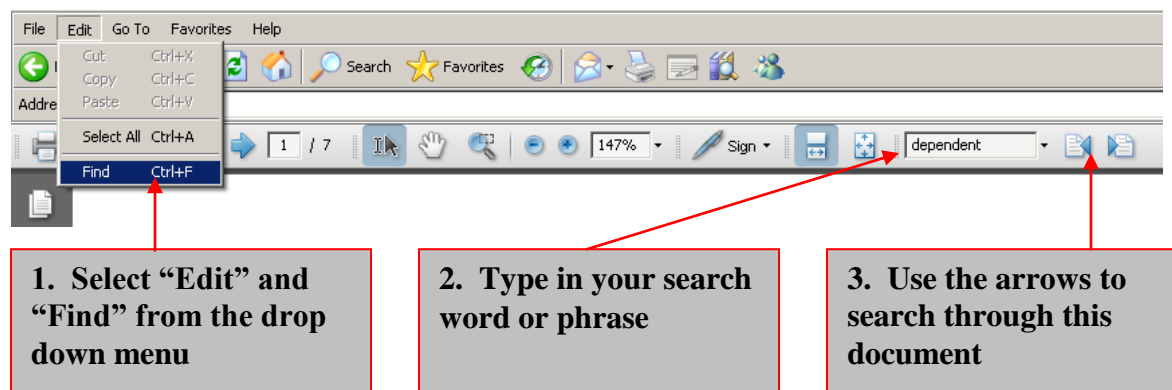 File Edit Go To Favorites Help
Cut Ctrl+X
Copy Ctrl+C
Paste Ctrl+V
Select All Ctrl+A
Find Ctrl+F
Search Favorites
Addre
1 / 7 147% Sign dependent
1. Select “Edit” and
“Find” from the drop
down menu
2. Type in your search
word or phrase
3. Use the arrows to
search through this
document